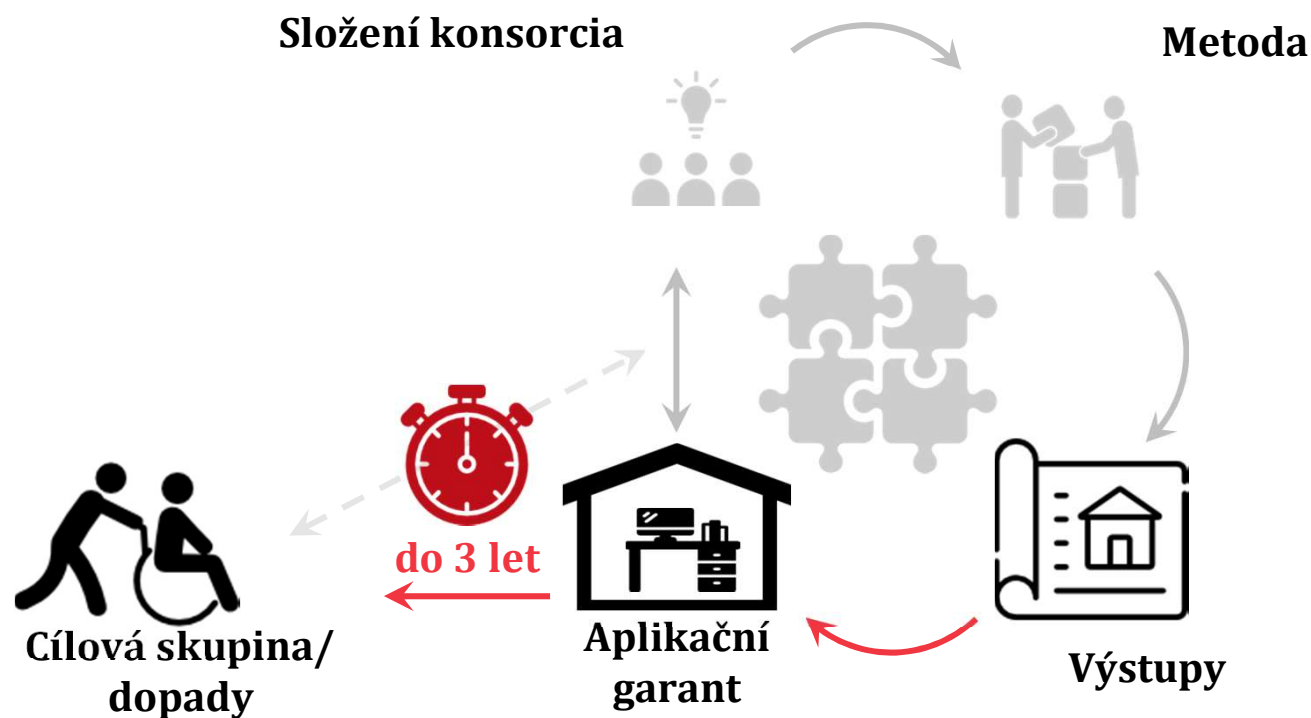 Složení konsorcia
Metoda
do 3 let
Cílová skupina/
dopady
Aplikační
garant
Výstupy